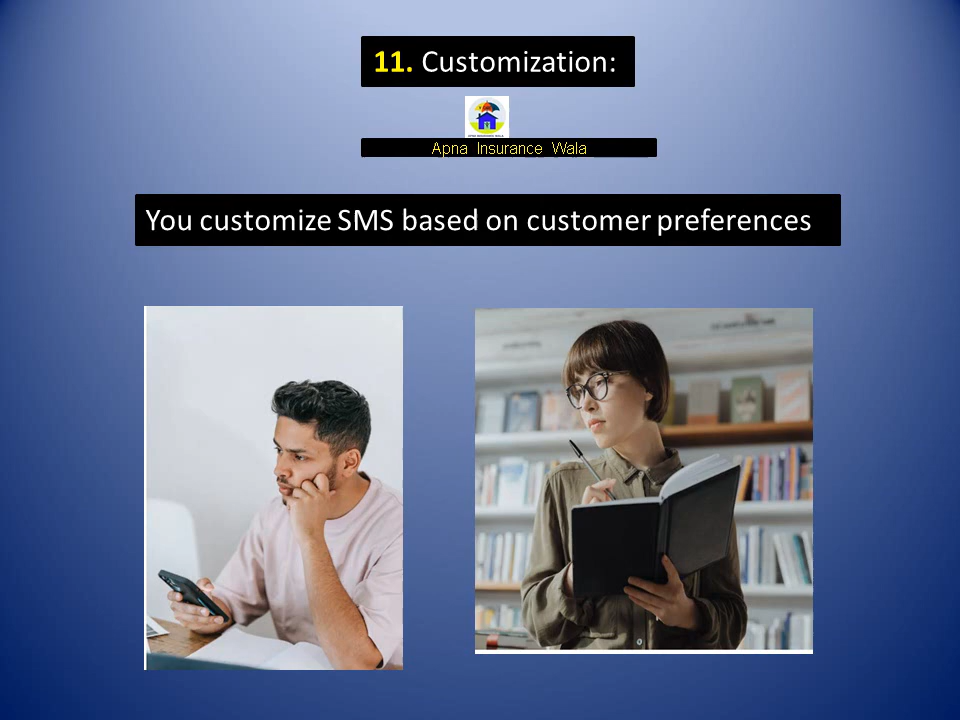 11. Customization:
Apna Insurance Wala
You customize SMS based on customer preferences